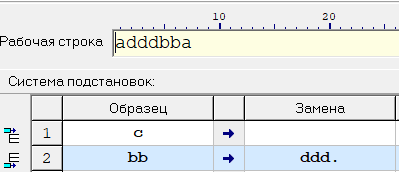 10 20
Рабочая строка adddbba
Система подстановок:
Образец Замена
1 c ➔
2 bb ➔ ddd.